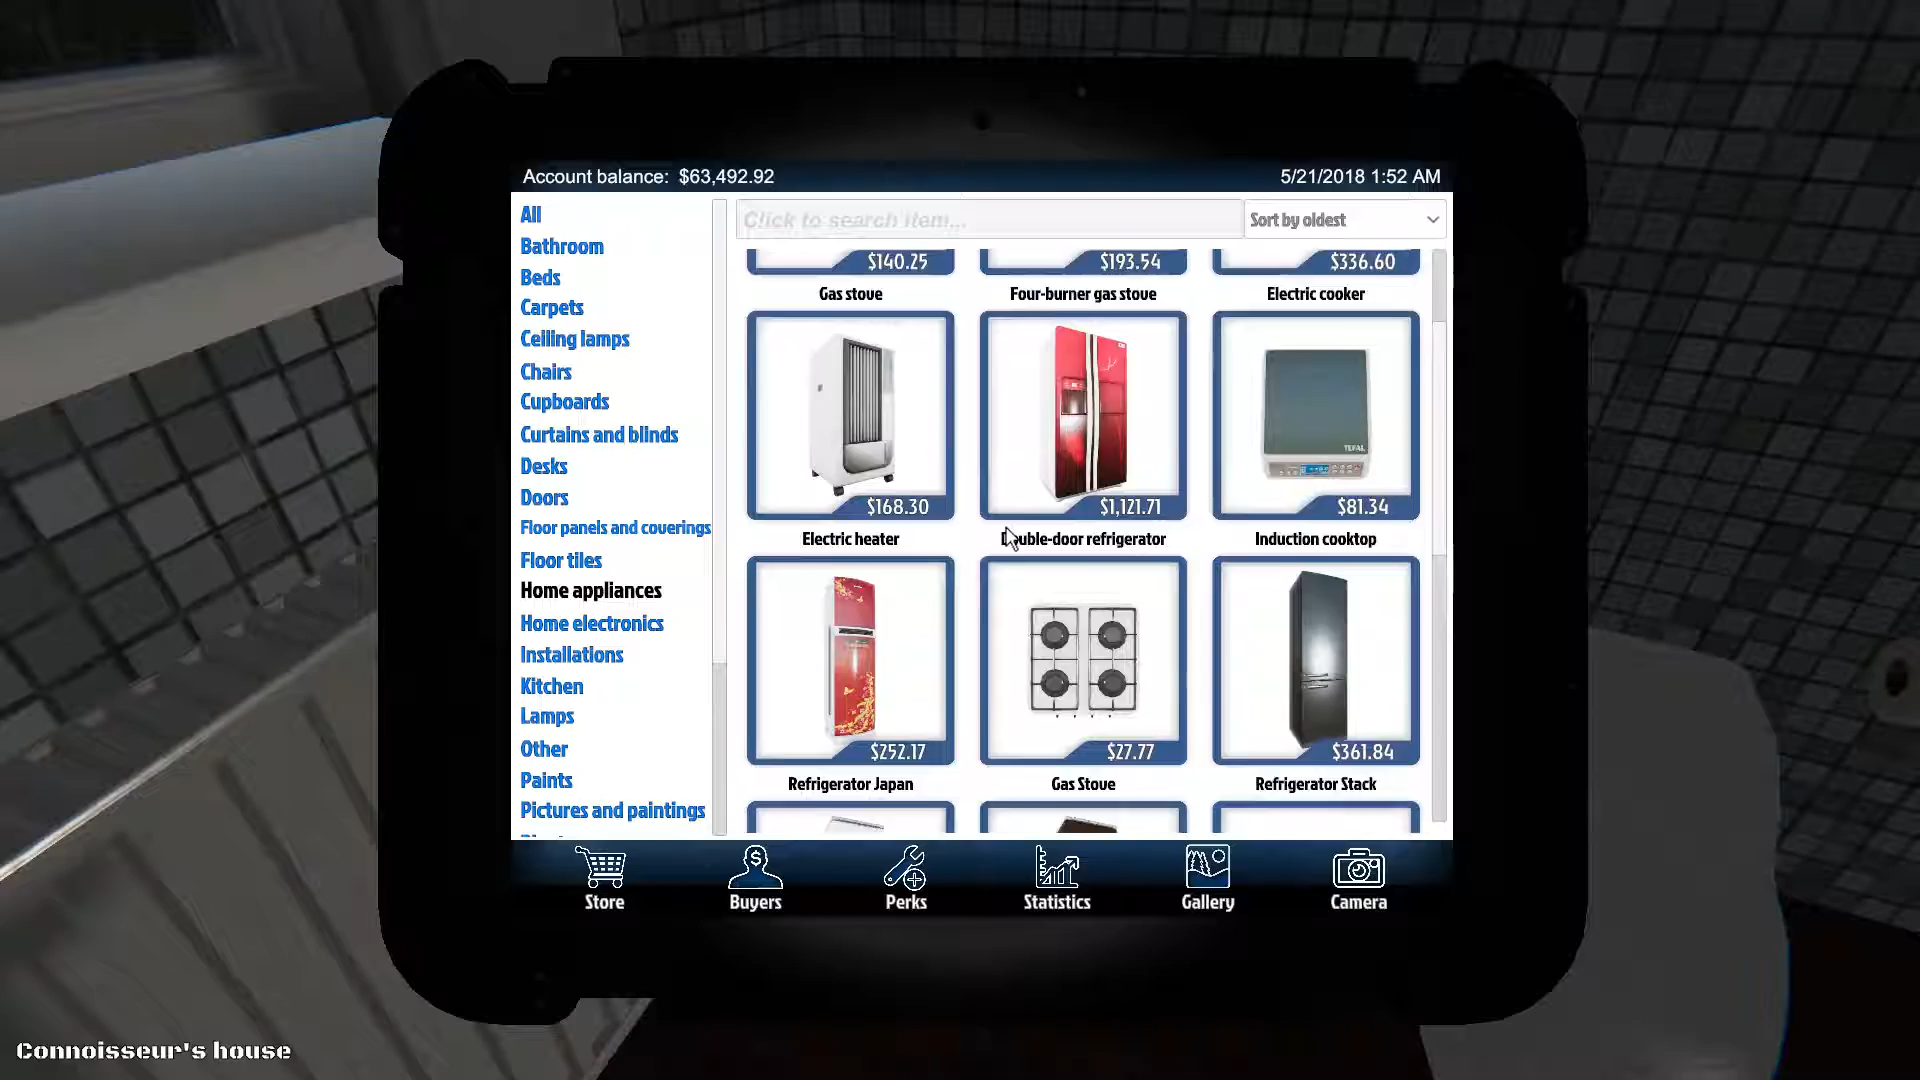 Account balance: $63,492.92
5/21/2018 1:52 AM
All
Bathroom
Beds
Carpets
Ceiling lamps
Chairs
Cupboards
Curtains and blinds
Desks
Doors
Floor panels and coverings
Floor tiles
Home appliances
Home electronics
Installations
Kitchen
Lamps
Other
Paints
Pictures and paintings
Click to search item...
Sort by oldest
$140.25
$193.54
$336.60
Gas stove
Four-burner gas stove
Electric cooker
TEFAL
$168.30
$1,121.71
$81.34
Electric heater
Double-door refrigerator
Induction cooktop
$252.17
$27.77
$361.84
Refrigerator Japan
Gas Stove
Refrigerator Stack
Store
Buyers
Perks
Statistics
Gallery
Camera
Connoisseur's house